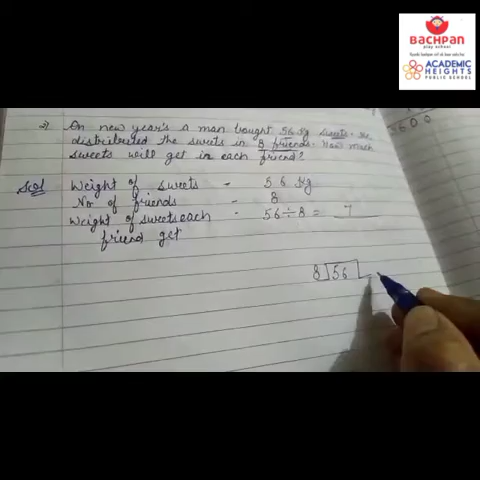 BACHPAN
play school
ACADEMIC
HEIGHTS
PUBLIC SCHOOL
5600
2) On new year's a man bought 56 kg sweets. He
distributed the sweets in 8 friends. How much
sweets will get in each friend?
Sol Weight of sweets - 56 kg
No. of friends - 8
Weight of sweets each - 56÷8 = 7
friend get
8 56